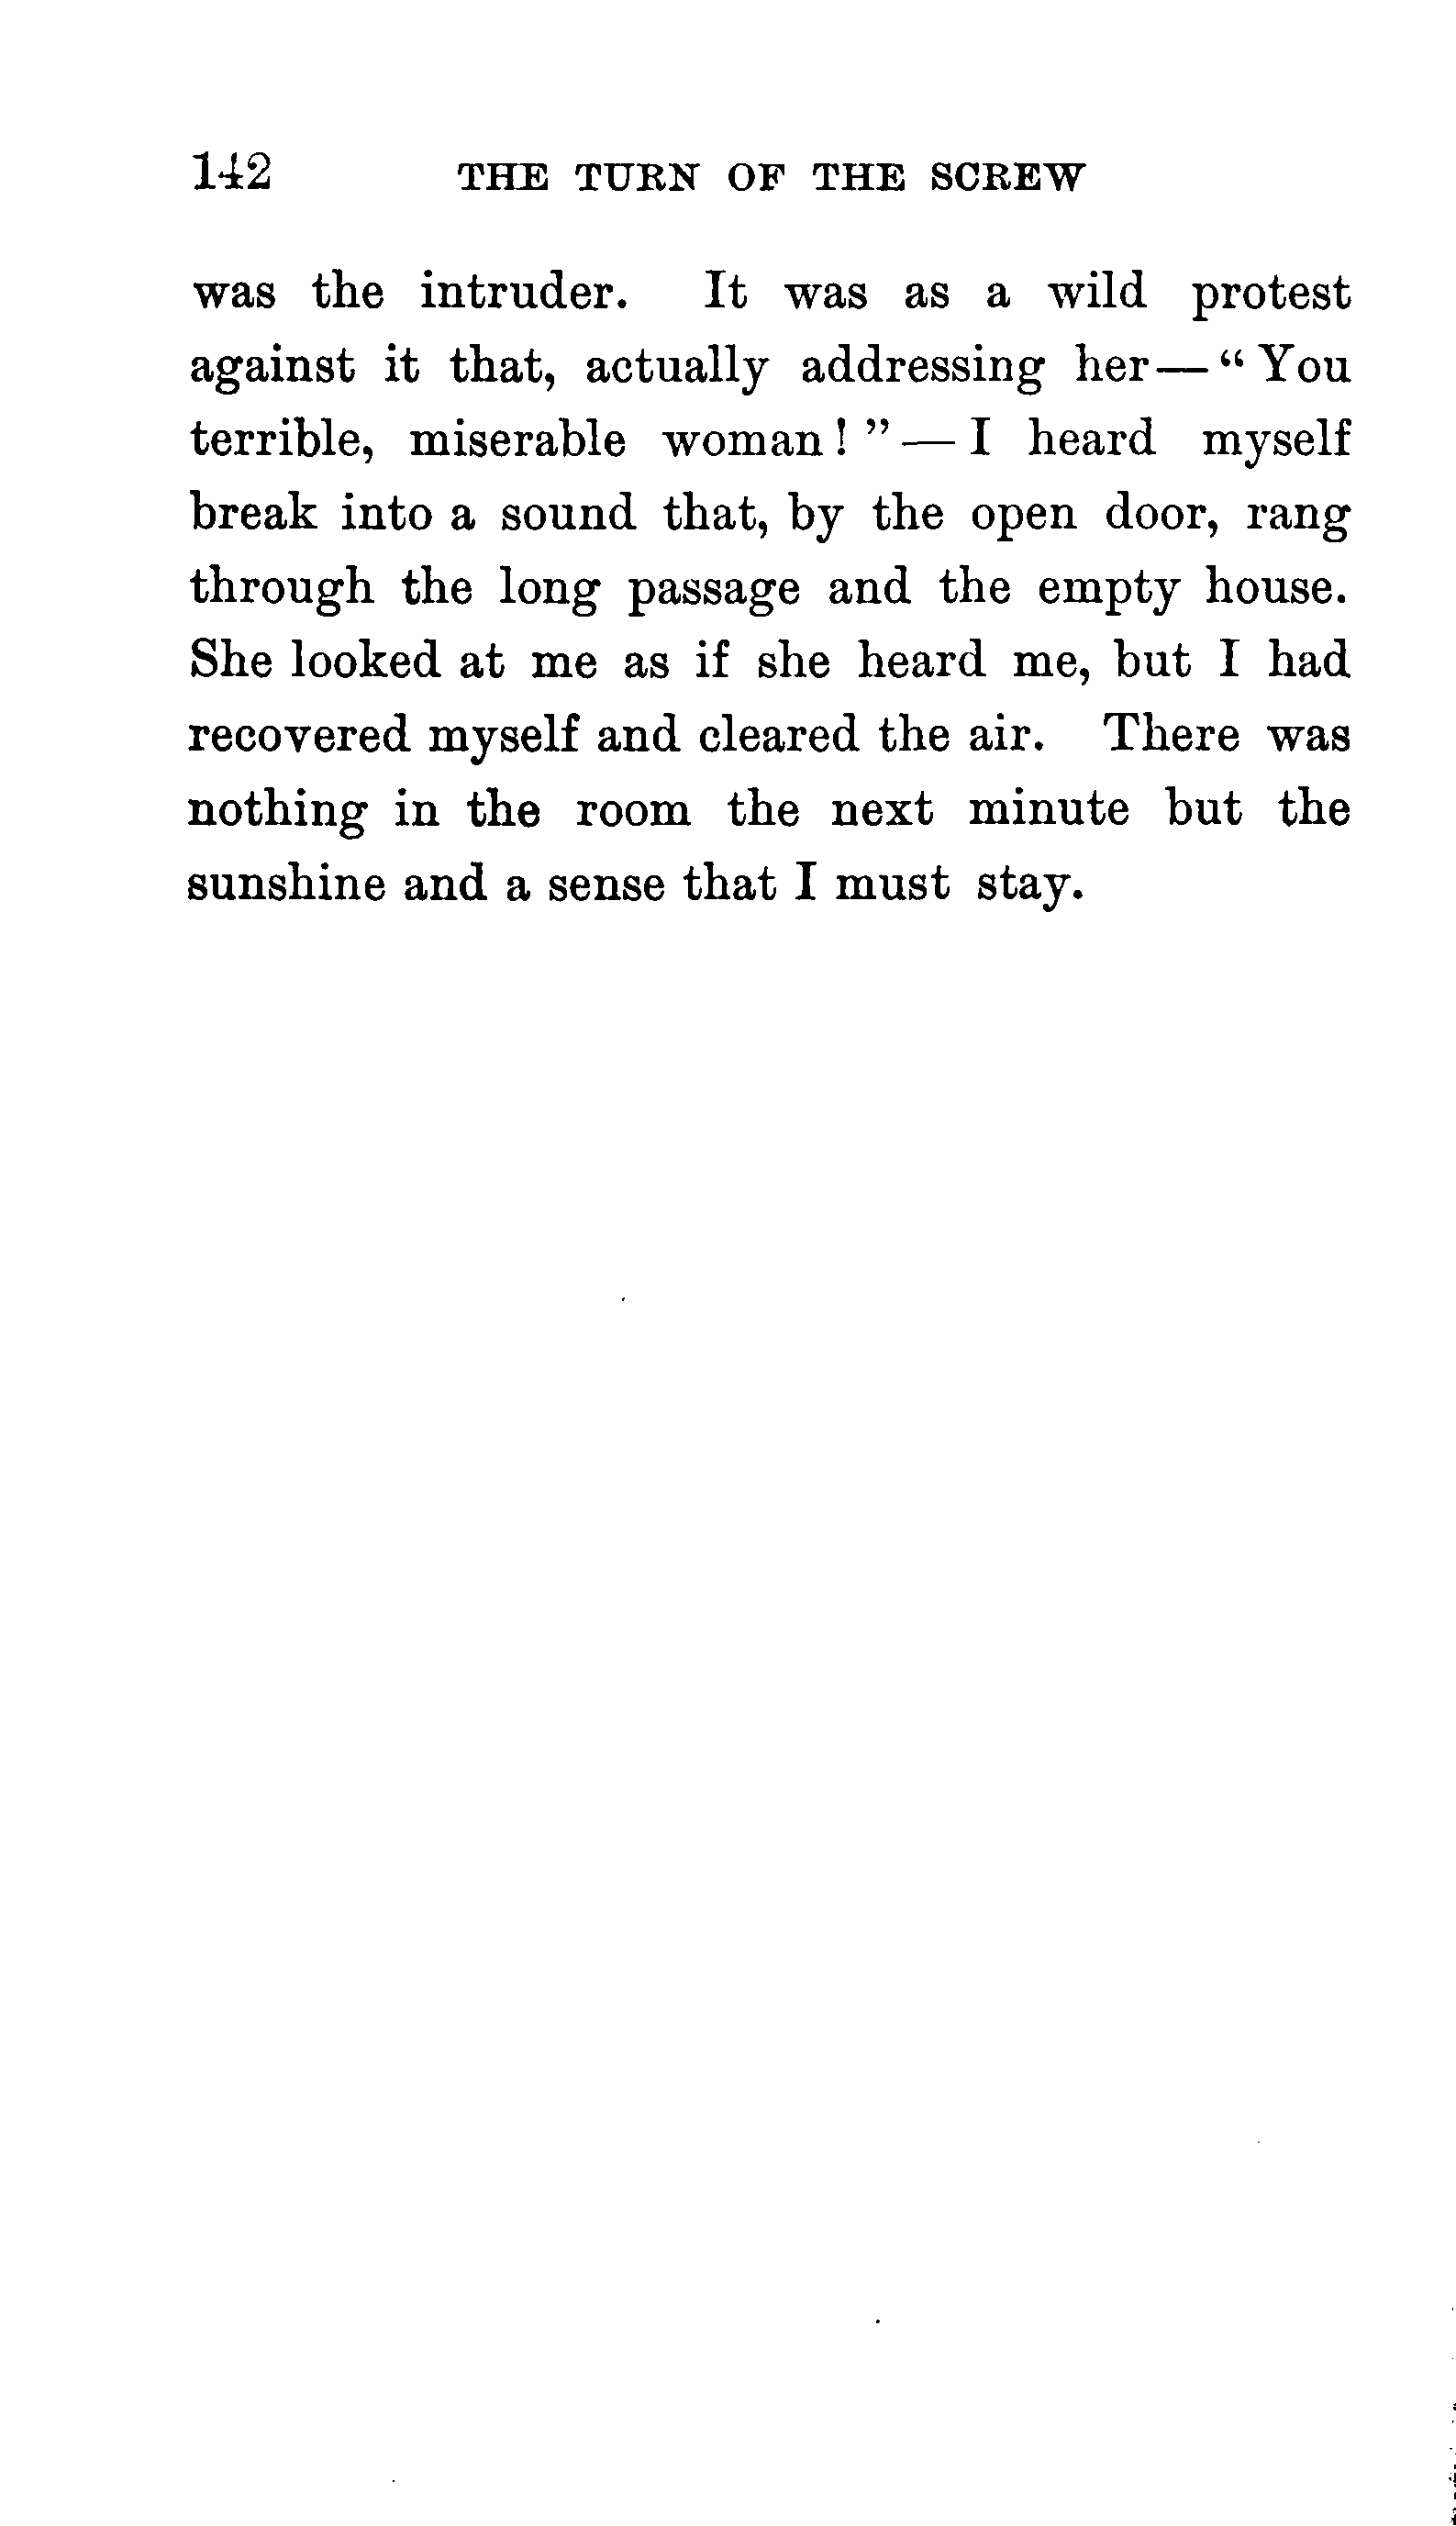 142 THE TURN OF THE SCREW
was the intruder. It was as a wild protest
against it that, actually addressing her—“ You
terrible, miserable woman! ”— I heard myself
break into a sound that, by the open door, rang
through the long passage and the empty house.
She looked at me as if she heard me, but I had
recovered myself and cleared the air. There was
nothing in the room the next minute but the
sunshine and a sense that I must stay.